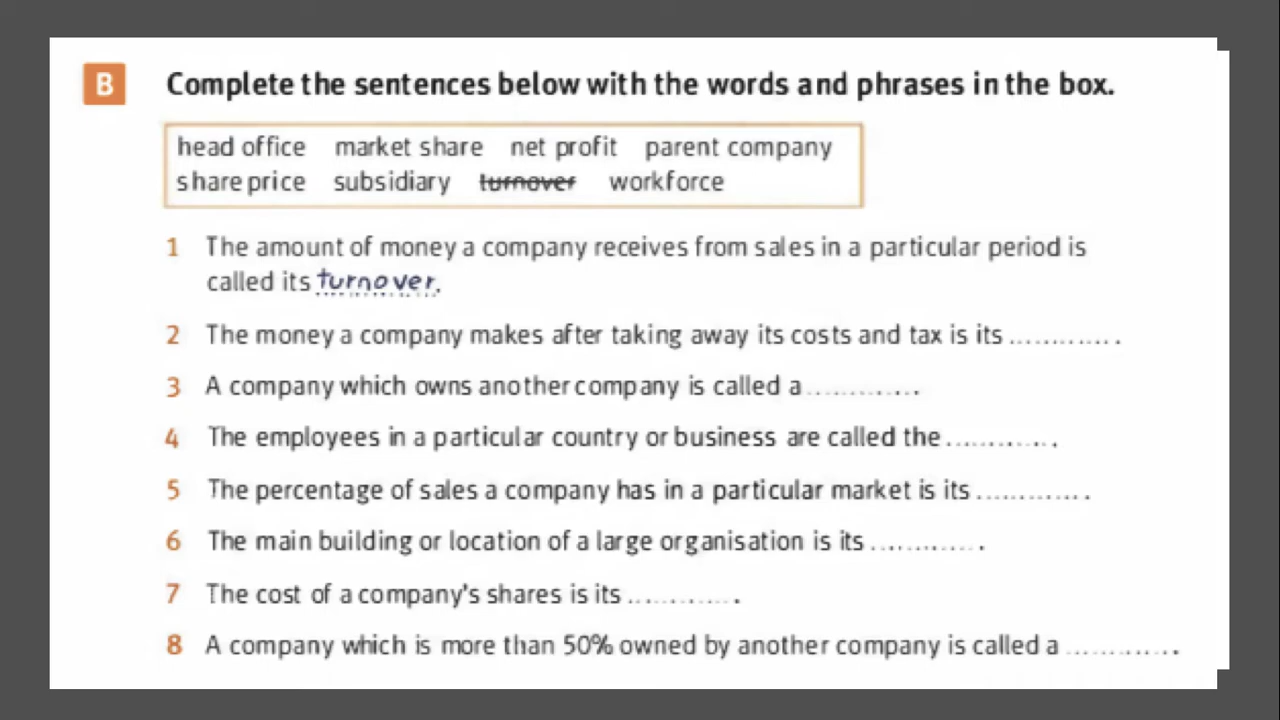 B Complete the sentences below with the words and phrases in the box.
head office market share net profit parent company
share price subsidiary turnover workforce
1 The amount of money a company receives from sales in a particular period is
called its turnover.
2 The money a company makes after taking away its costs and tax is its ............ .
3 A company which owns another company is called a ............ .
4 The employees in a particular country or business are called the ............ .
5 The percentage of sales a company has in a particular market is its ............ .
6 The main building or location of a large organisation is its ............ .
7 The cost of a company's shares is its ............ .
8 A company which is more than 50% owned by another company is called a ............ .